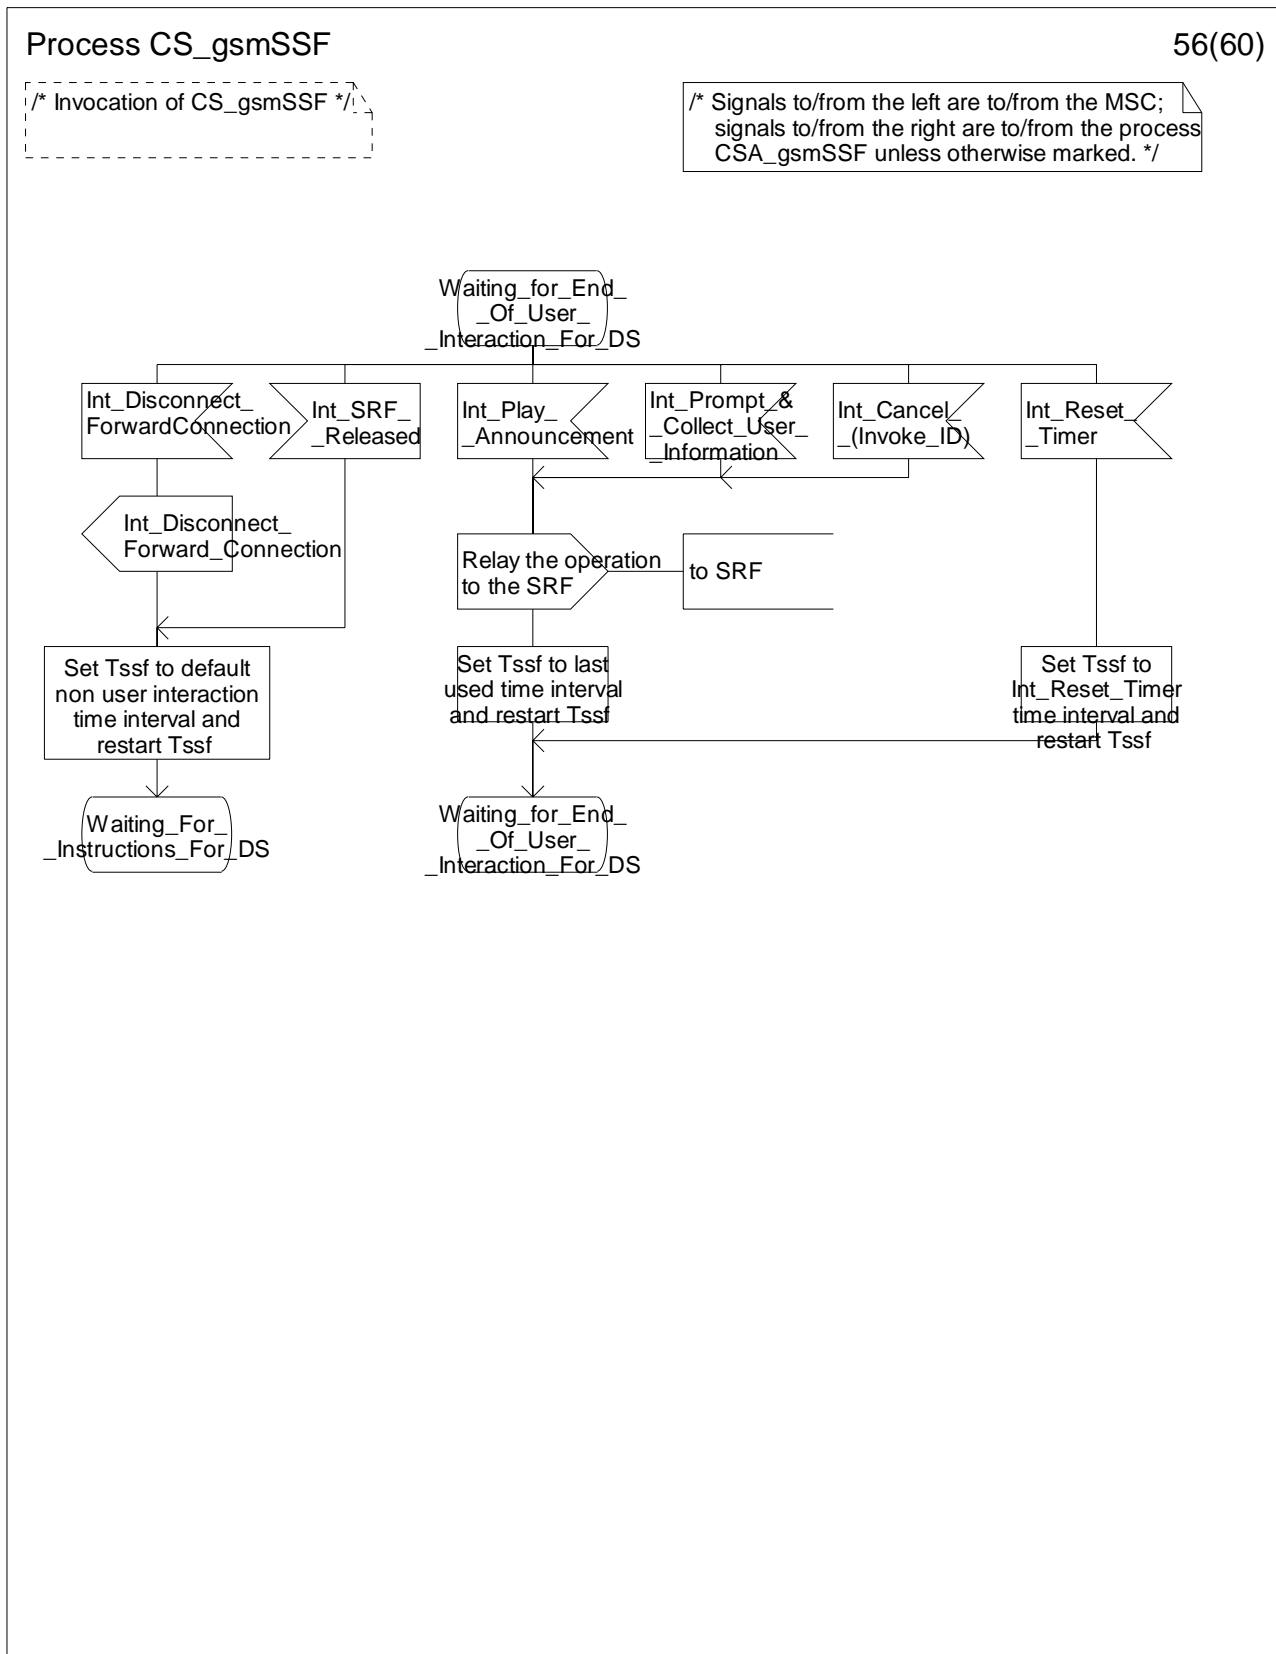 Process CS_gsmSSF
56(60)
/* Invocation of CS_gsmSSF */
/* Signals to/from the left are to/from the MSC;
signals to/from the right are to/from the process
CSA_gsmSSF unless otherwise marked. */
Waiting_for_End_
_Of_User_
_Interaction_For_DS
Int_Disconnect_
ForwardConnection
Int_SRF_
_Released
Int_Play_
_Announcement
Int_Prompt_&
_Collect_User_
_Information
Int_Cancel_
_(Invoke_ID)
Int_Reset_
_Timer
Int_Disconnect_
Forward_Connection
Relay the operation
to the SRF
to SRF
Set Tssf to default
non user interaction
time interval and
restart Tssf
Set Tssf to last
used time interval
and restart Tssf
Set Tssf to
Int_Reset_Timer
time interval and
restart Tssf
Waiting_For_
_Instructions_For_DS
Waiting_for_End_
_Of_User_
_Interaction_For_DS